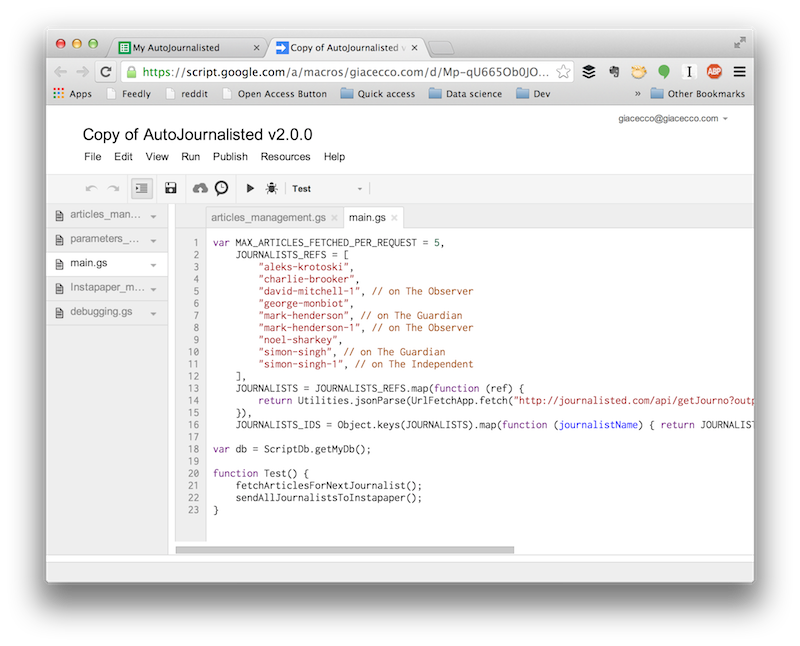 My AutoJournalisted
Copy of AutoJournalisted v
https://script.google.com/a/macros/giacecco.com/d/Mp-qU665Ob0JO...
ABP
Apps
Feedly
reddit
Open Access Button
Quick access
Data science
Dev
»
Other Bookmarks
giacecco@giacecco.com
Copy of AutoJournalisted v2.0.0
File Edit View Run Publish Resources Help
Test
articles_man...
parameters_...
main.gs
Instapaper_m...
debugging.gs
articles_management.gs
main.gs
1 var MAX_ARTICLES_FETCHED_PER_REQUEST = 5,
2 JOURNALISTS_REFS = [
3 "aleks-krotoski",
4 "charlie-brooker",
5 "david-mitchell-1", // on The Observer
6 "george-monbiot",
7 "mark-henderson", // on The Guardian
8 "mark-henderson-1", // on The Observer
9 "noel-sharkey",
10 "simon-singh", // on The Guardian
11 "simon-singh-1", // on The Independent
12 ],
13 JOURNALISTS = JOURNALISTS_REFS.map(function (ref) {
14 return Utilities.jsonParse(UrlFetchApp.fetch("http://journalisted.com/api/getJourno?outp
15 }),
16 JOURNALISTS_IDS = Object.keys(JOURNALISTS).map(function (journalistName) { return JOURNALIST
17
18 var db = ScriptDb.getMyDb();
19
20 function Test() {
21 fetchArticlesForNextJournalist();
22 sendAllJournalistsToInstapaper();
23 }